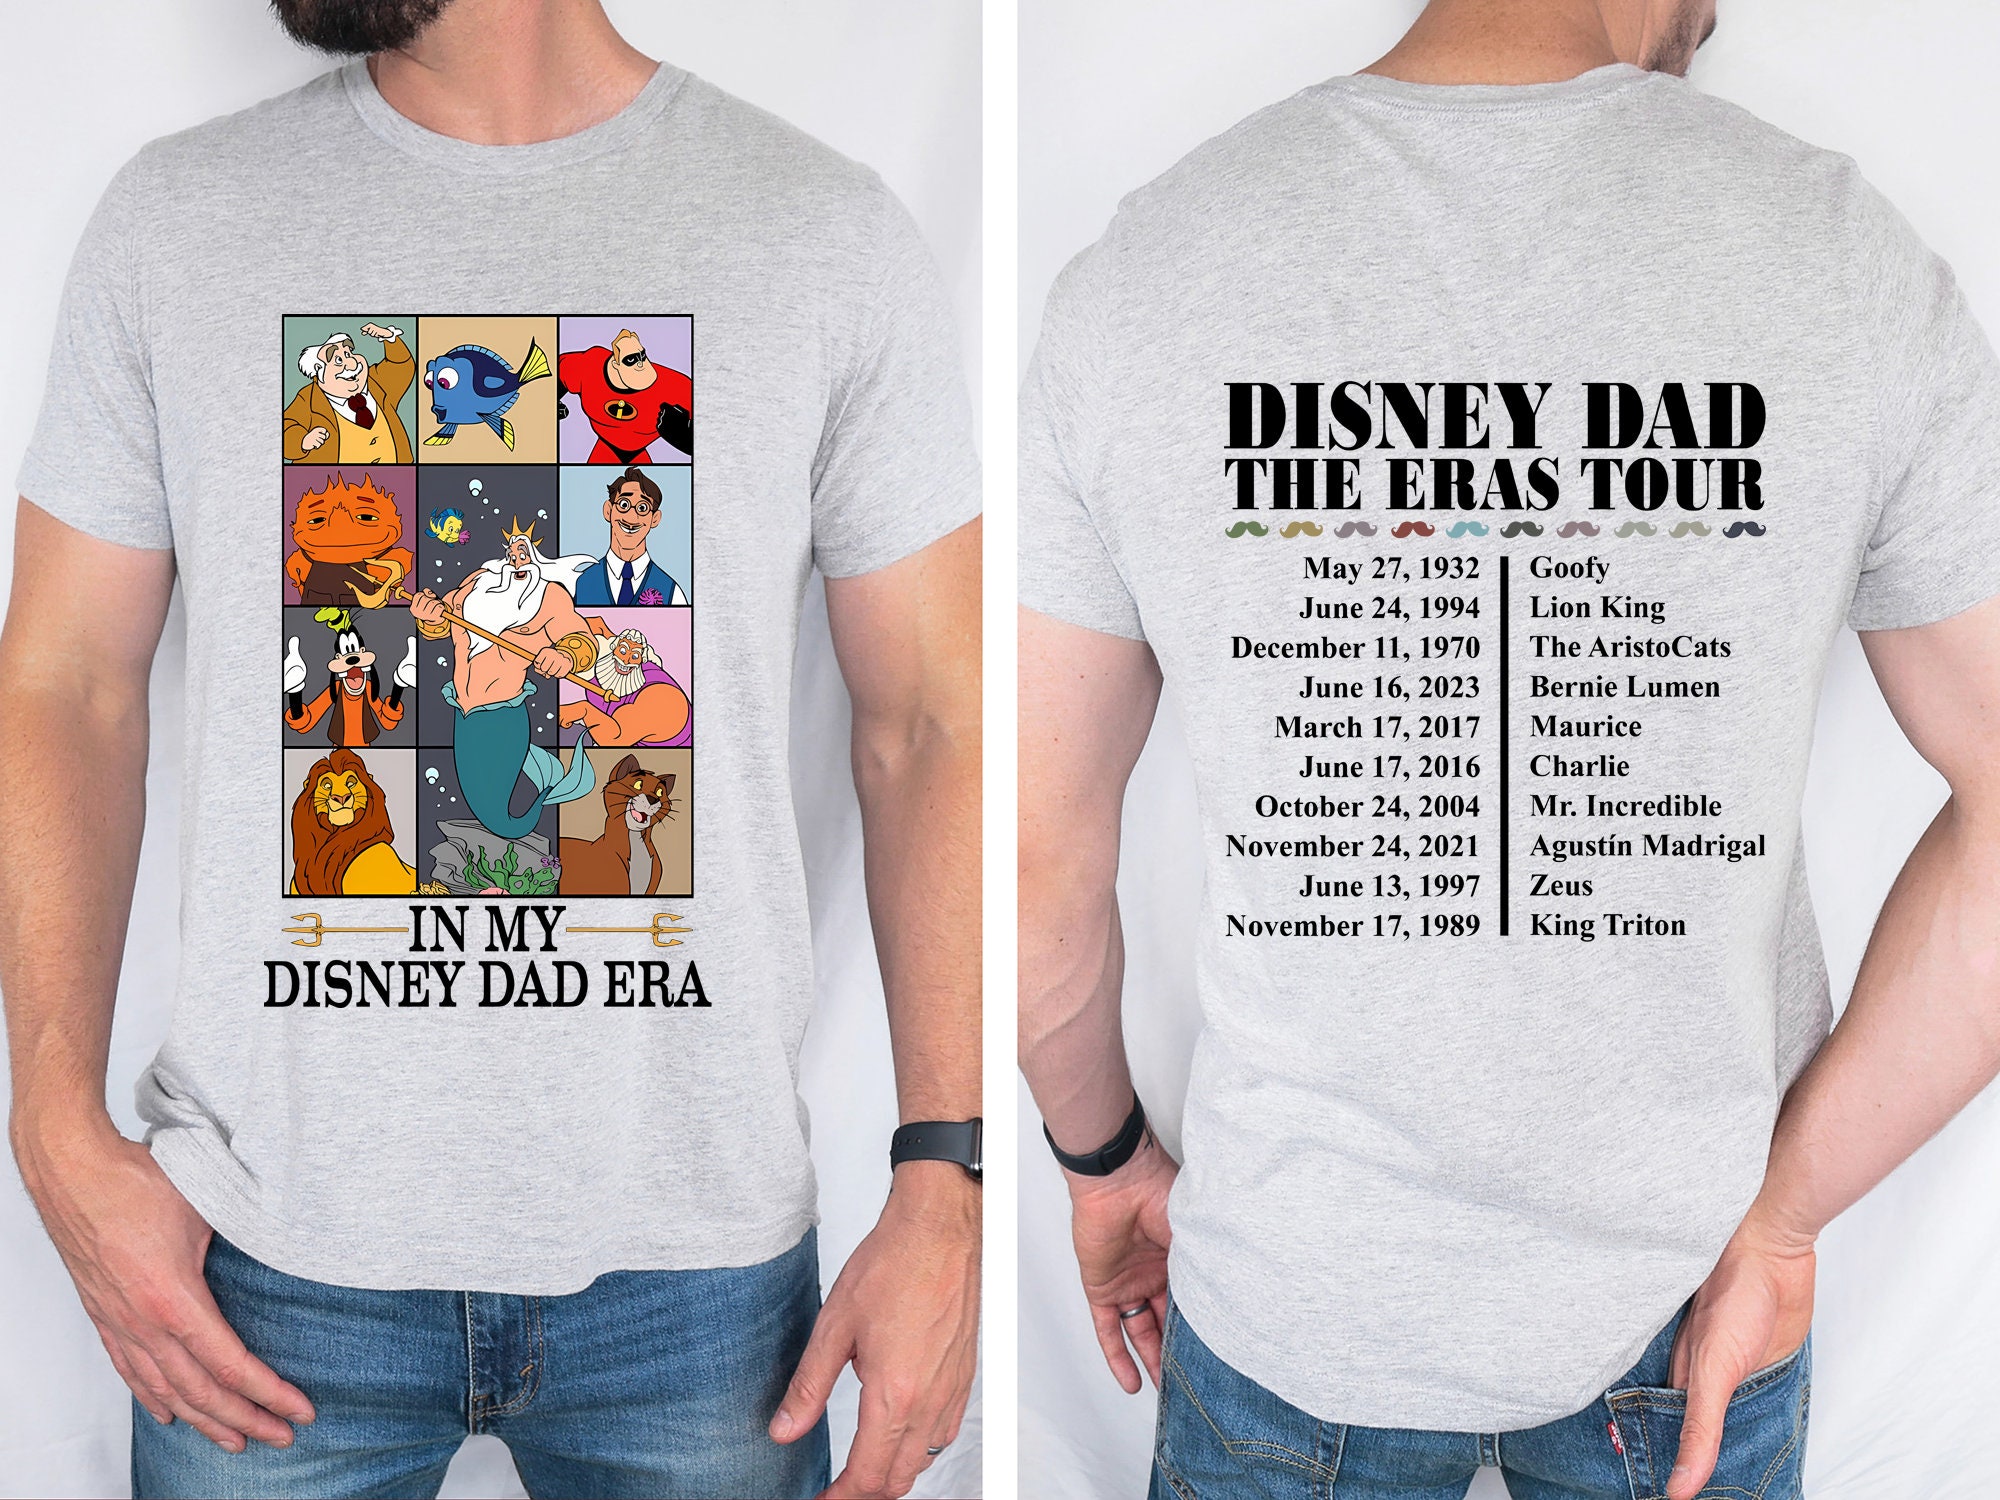 IN MY
DISNEY DAD ERA
DISNEY DAD
THE ERAS TOUR
May 27, 1932 Goofy
June 24, 1994 Lion King
December 11, 1970 The AristoCats
June 16, 2023 Bernie Lumen
March 17, 2017 Maurice
June 17, 2016 Charlie
October 24, 2004 Mr. Incredible
November 24, 2021 Agustín Madrigal
June 13, 1997 Zeus
November 17, 1989 King Triton